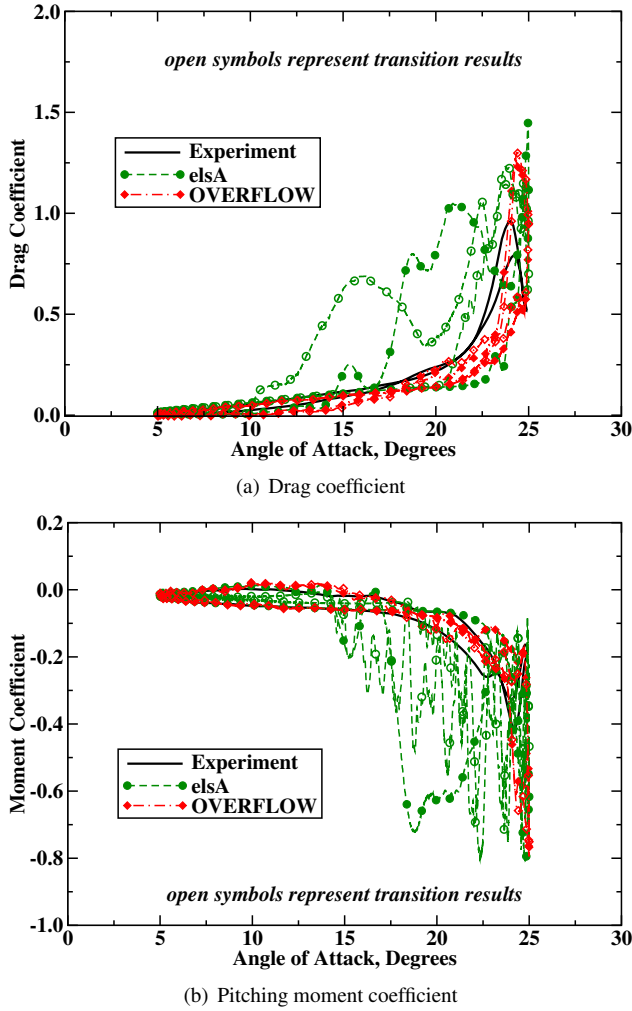 2.0
open symbols represent transition results
1.5
Experiment
elsA
OVERFLOW
1.0
Drag Coefficient
0.5
0.0
0 5 10 15 20 25 30
Angle of Attack, Degrees
(a) Drag coefficient
0.2
0.0
-0.2
Moment Coefficient
-0.4
Experiment
elsA
OVERFLOW
-0.6
-0.8
open symbols represent transition results
-1.0
0 5 10 15 20 25 30
Angle of Attack, Degrees
(b) Pitching moment coefficient